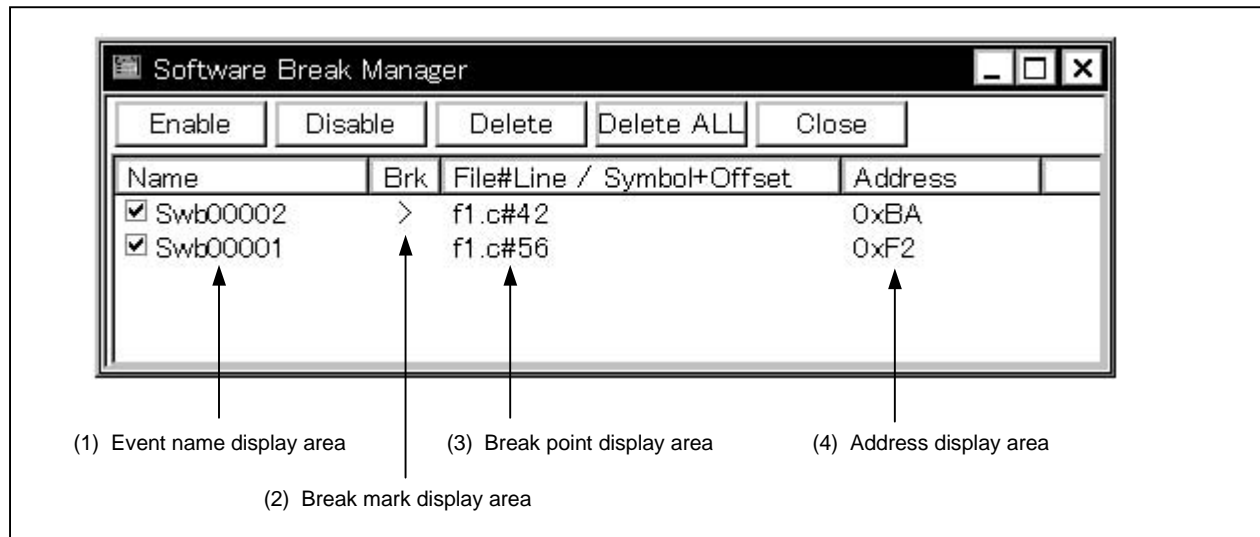 Software Break Manager
Enable Disable Delete Delete ALL Close
Name Brk File#Line / Symbol+Offset Address
Swb00002 > f1.c#42 0xBA
Swb00001 f1.c#56 0xF2
(1) Event name display area (3) Break point display area (4) Address display area
(2) Break mark display area